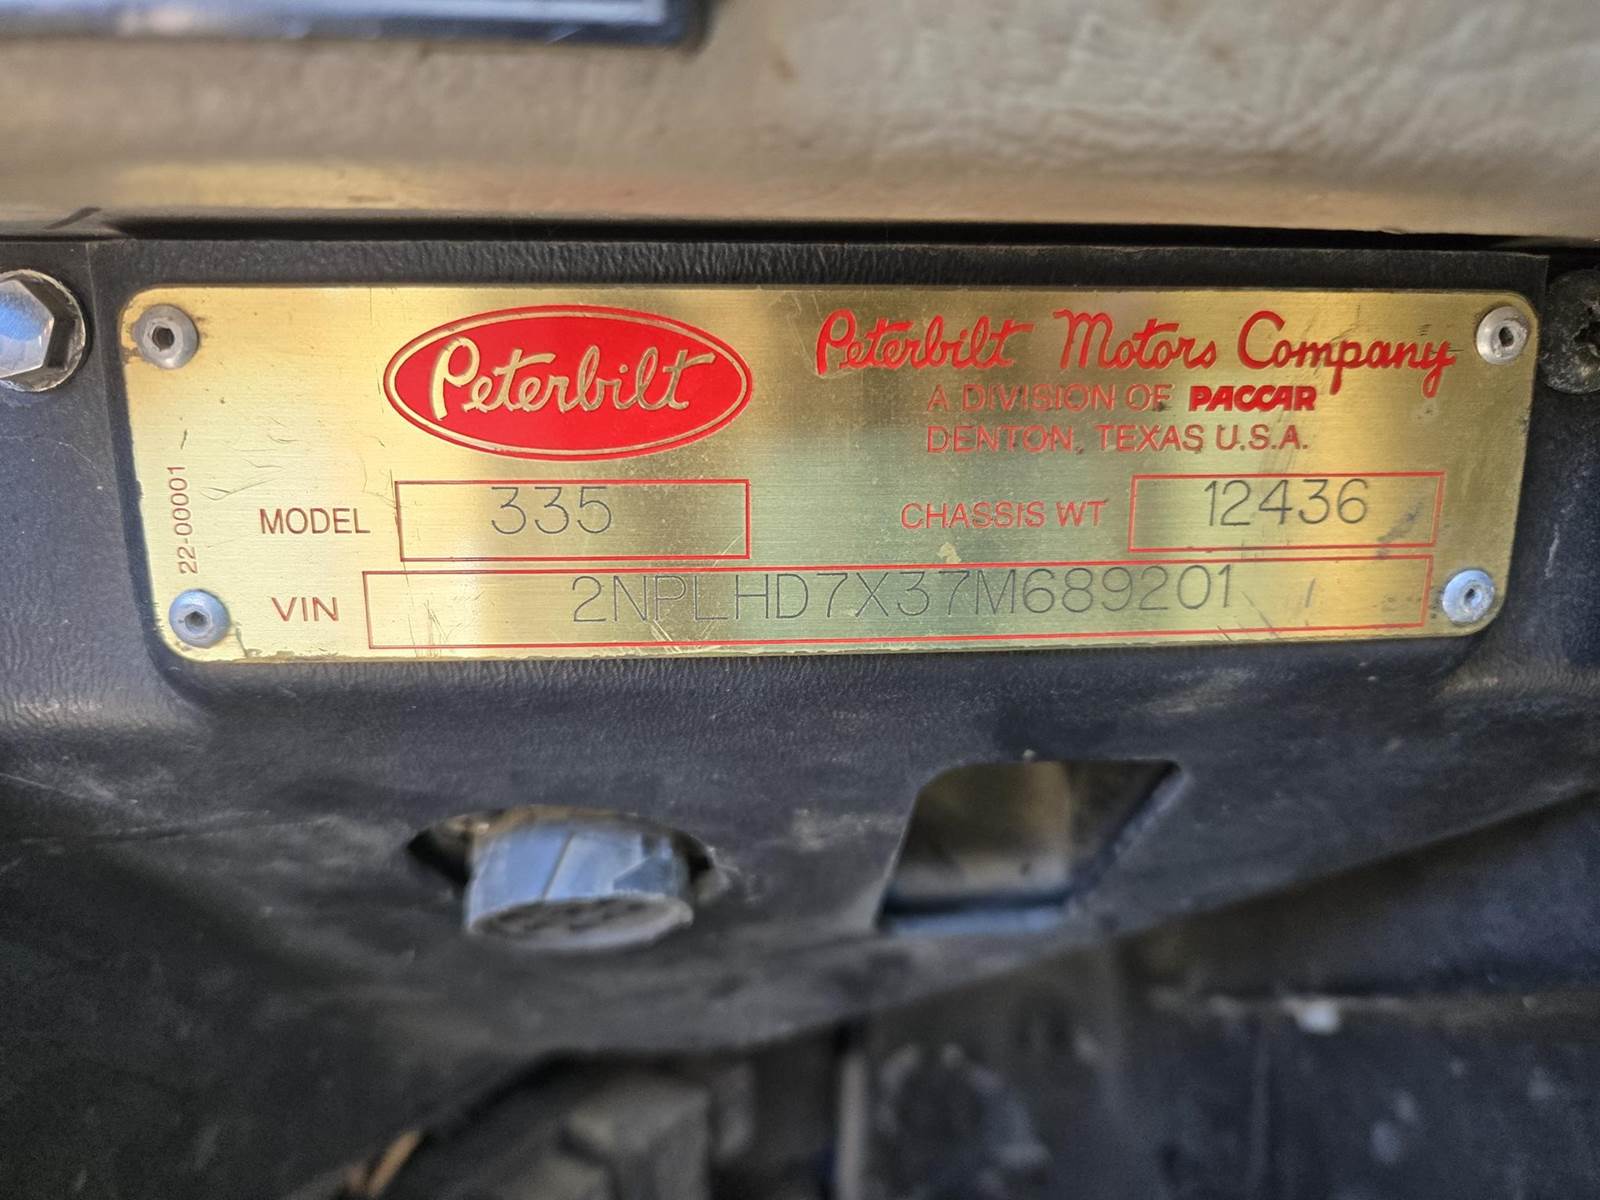 Peterbilt
Peterbilt Motors Company
A DIVISION OF PACCAR
DENTON, TEXAS U.S.A.
22-00001
MODEL 335
CHASSIS WT 12436
VIN 2NPLHD7X37M689201